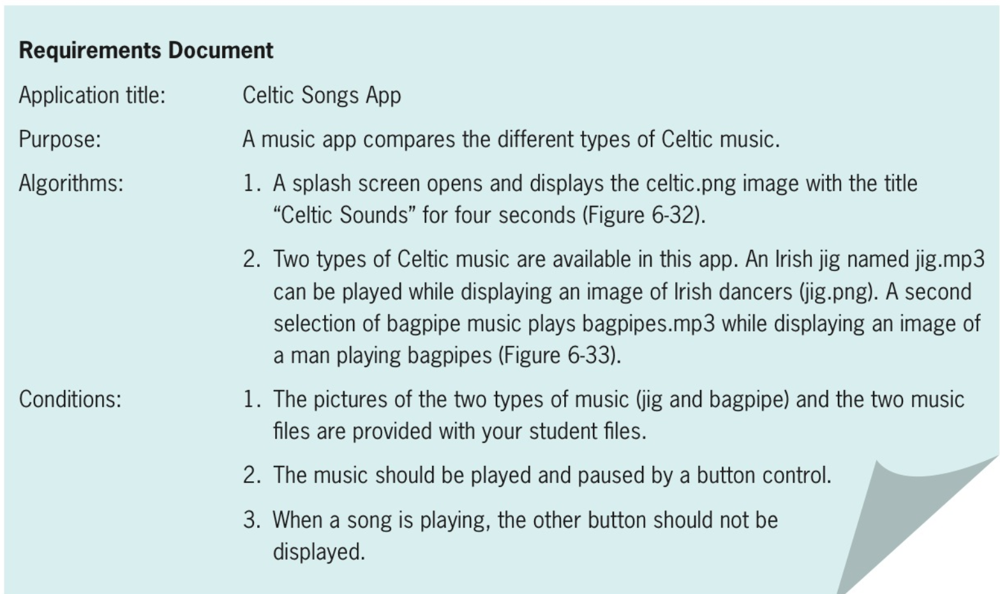 Requirements Document
Application title: Celtic Songs App
Purpose: A music app compares the different types of Celtic music.
Algorithms: 1. A splash screen opens and displays the celtic.png image with the title
“Celtic Sounds” for four seconds (Figure 6-32).
2. Two types of Celtic music are available in this app. An Irish jig named jig.mp3
can be played while displaying an image of Irish dancers (jig.png). A second
selection of bagpipe music plays bagpipes.mp3 while displaying an image of
a man playing bagpipes (Figure 6-33).
Conditions: 1. The pictures of the two types of music (jig and bagpipe) and the two music
files are provided with your student files.
2. The music should be played and paused by a button control.
3. When a song is playing, the other button should not be
displayed.